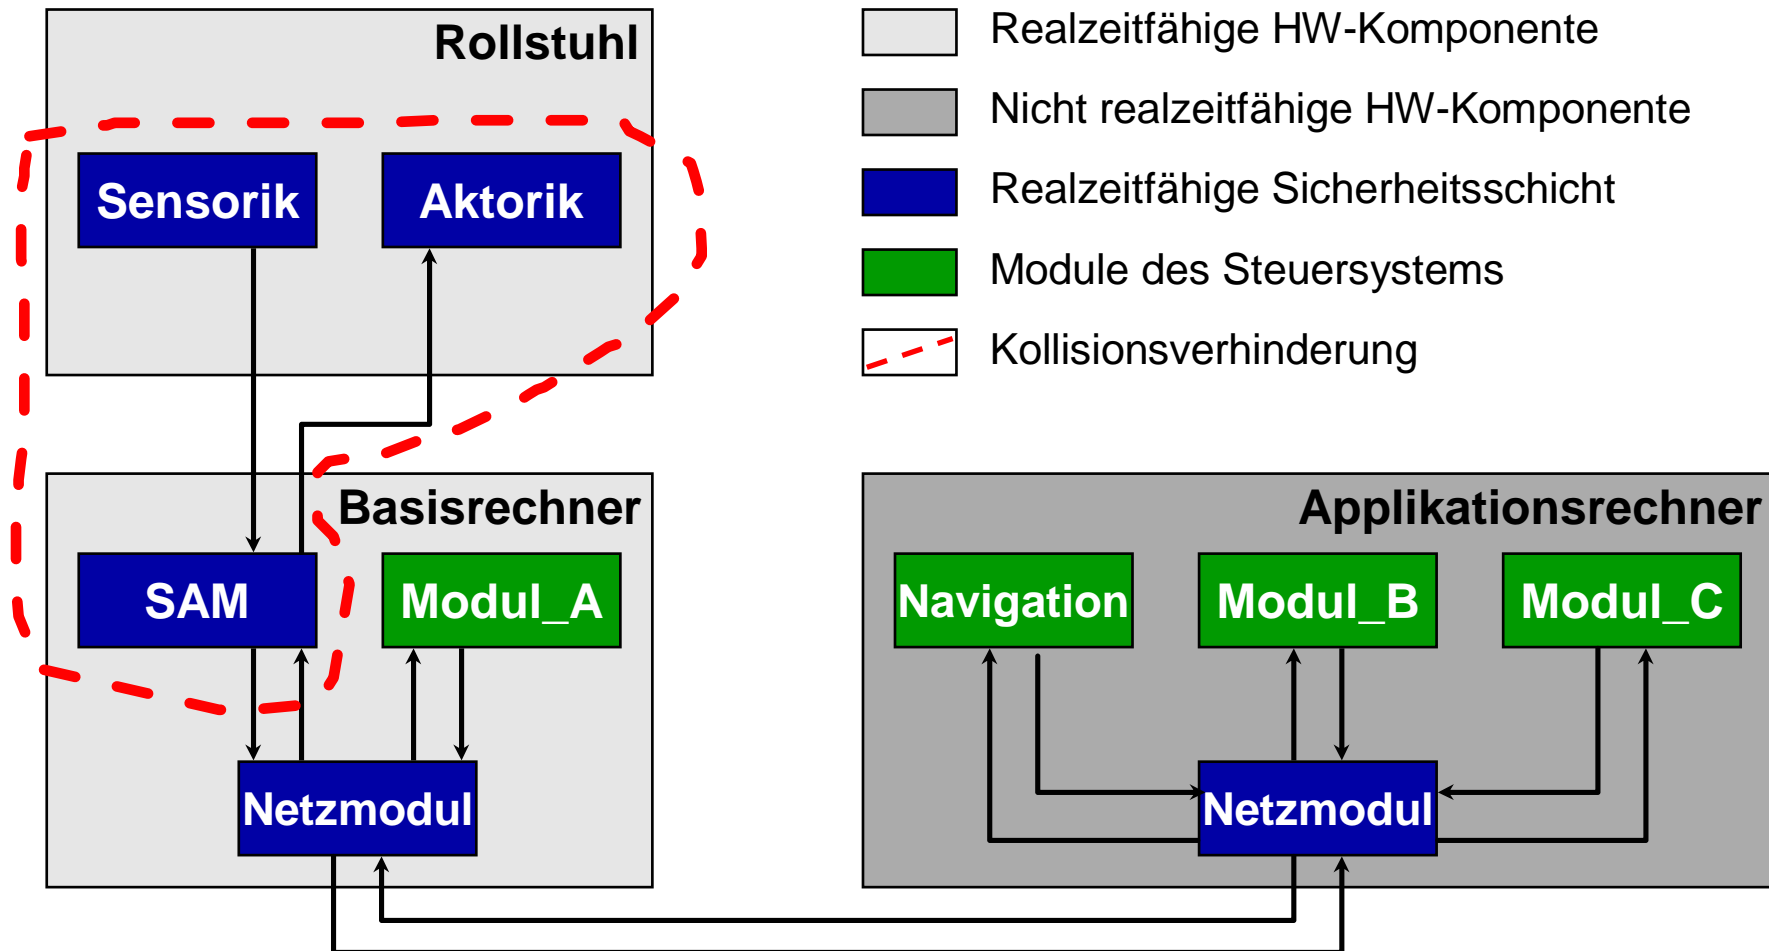 Rollstuhl
Sensorik
Aktorik
Realzeitfähige HW-Komponente
Nicht realzeitfähige HW-Komponente
Realzeitfähige Sicherheitsschicht
Module des Steuersystems
Kollisionsverhinderung
Basisrechner
SAM
Modul_A
Netzmodul
Applikationsrechner
Navigation
Modul_B
Modul_C
Netzmodul